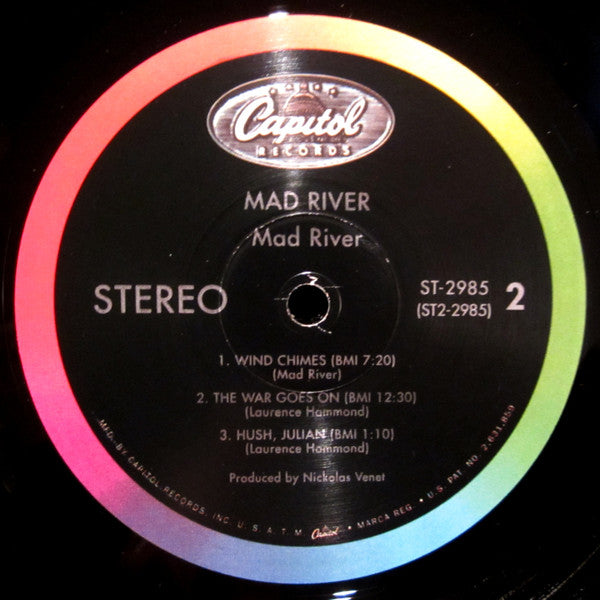 Capitol
RECORDS
MAD RIVER
Mad River
STEREO
ST-2985
(ST2-2985)
2
1. WIND CHIMES (BMI 7:20)
(Mad River)
2. THE WAR GOES ON (BMI 12:30)
(Laurence Hammond)
3. HUSH, JULIAN (BMI 1:10)
(Laurence Hammond)
Produced by Nickolas Venet
MFD. BY CAPITOL RECORDS, INC. U.S.A. T.M. Capitol • MARCA REG. • U.S. PAT. NO. 2,631,859